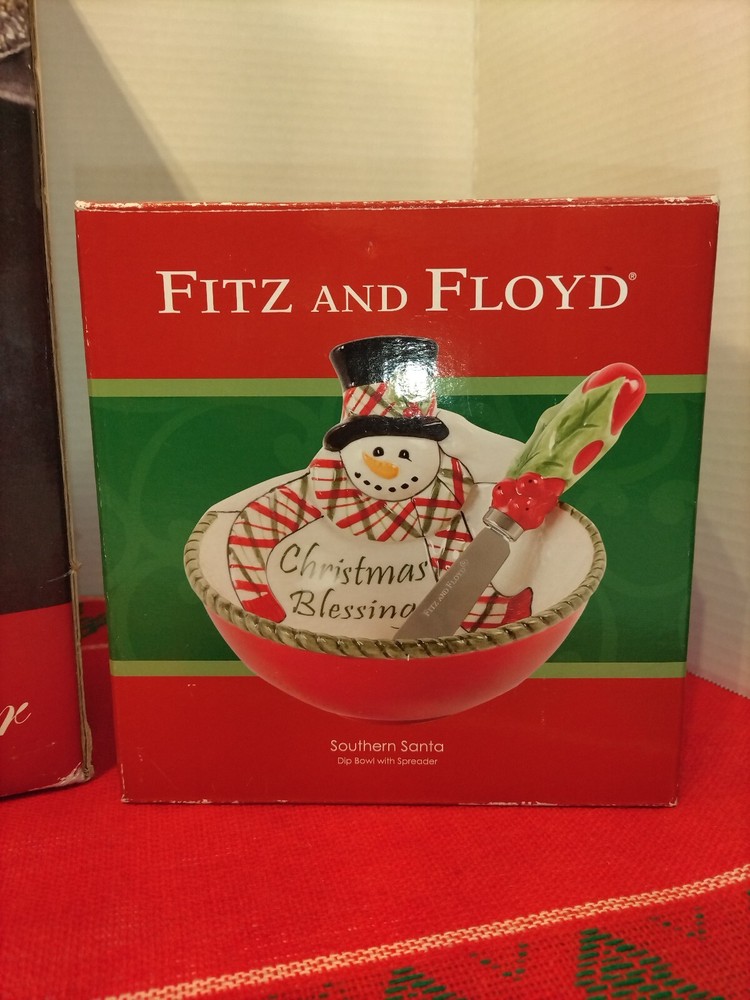 FITZ AND FLOYD®
Christmas
Blessing
FITZ AND FLOYD®
Southern Santa
Dip Bowl with Spreader